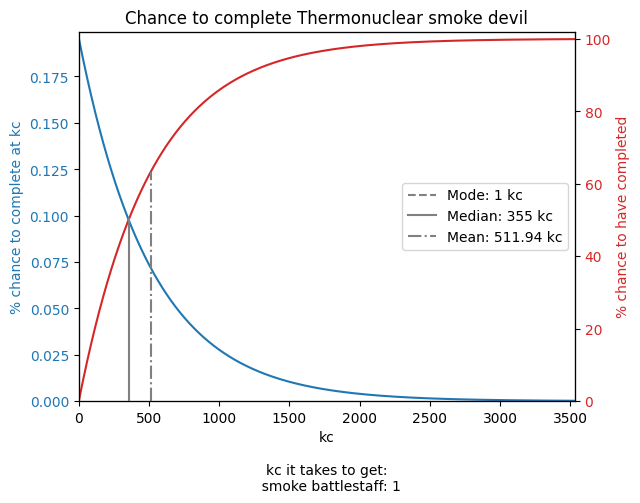 Chance to complete Thermonuclear smoke devil
% chance to complete at kc
0.175
0.150
0.125
0.100
0.075
0.050
0.025
0.000
0 500 1000 1500 2000 2500 3000 3500
kc
100
80
60
40
20
0
% chance to have completed
Mode: 1 kc
Median: 355 kc
Mean: 511.94 kc
kc it takes to get:
smoke battlestaff: 1